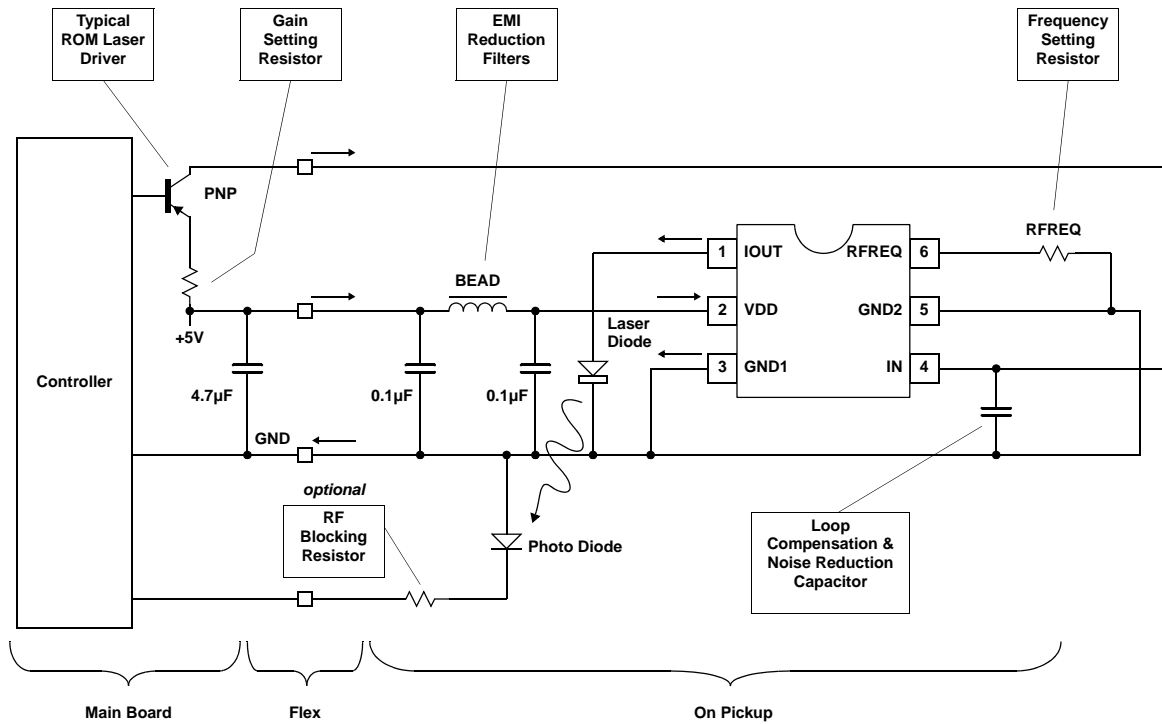 Typical
ROM Laser
Driver
Gain
Setting
Resistor
EMI
Reduction
Filters
Frequency
Setting
Resistor
PNP
RFREQ
1 IOUT RFREQ 6
BEAD
2 VDD GND2 5
+5V
Laser
Diode
3 GND1 IN 4
Controller
4.7µF
0.1µF
0.1µF
GND
optional
RF
Blocking
Resistor
Photo Diode
Loop
Compensation &
Noise Reduction
Capacitor
Main Board
Flex
On Pickup